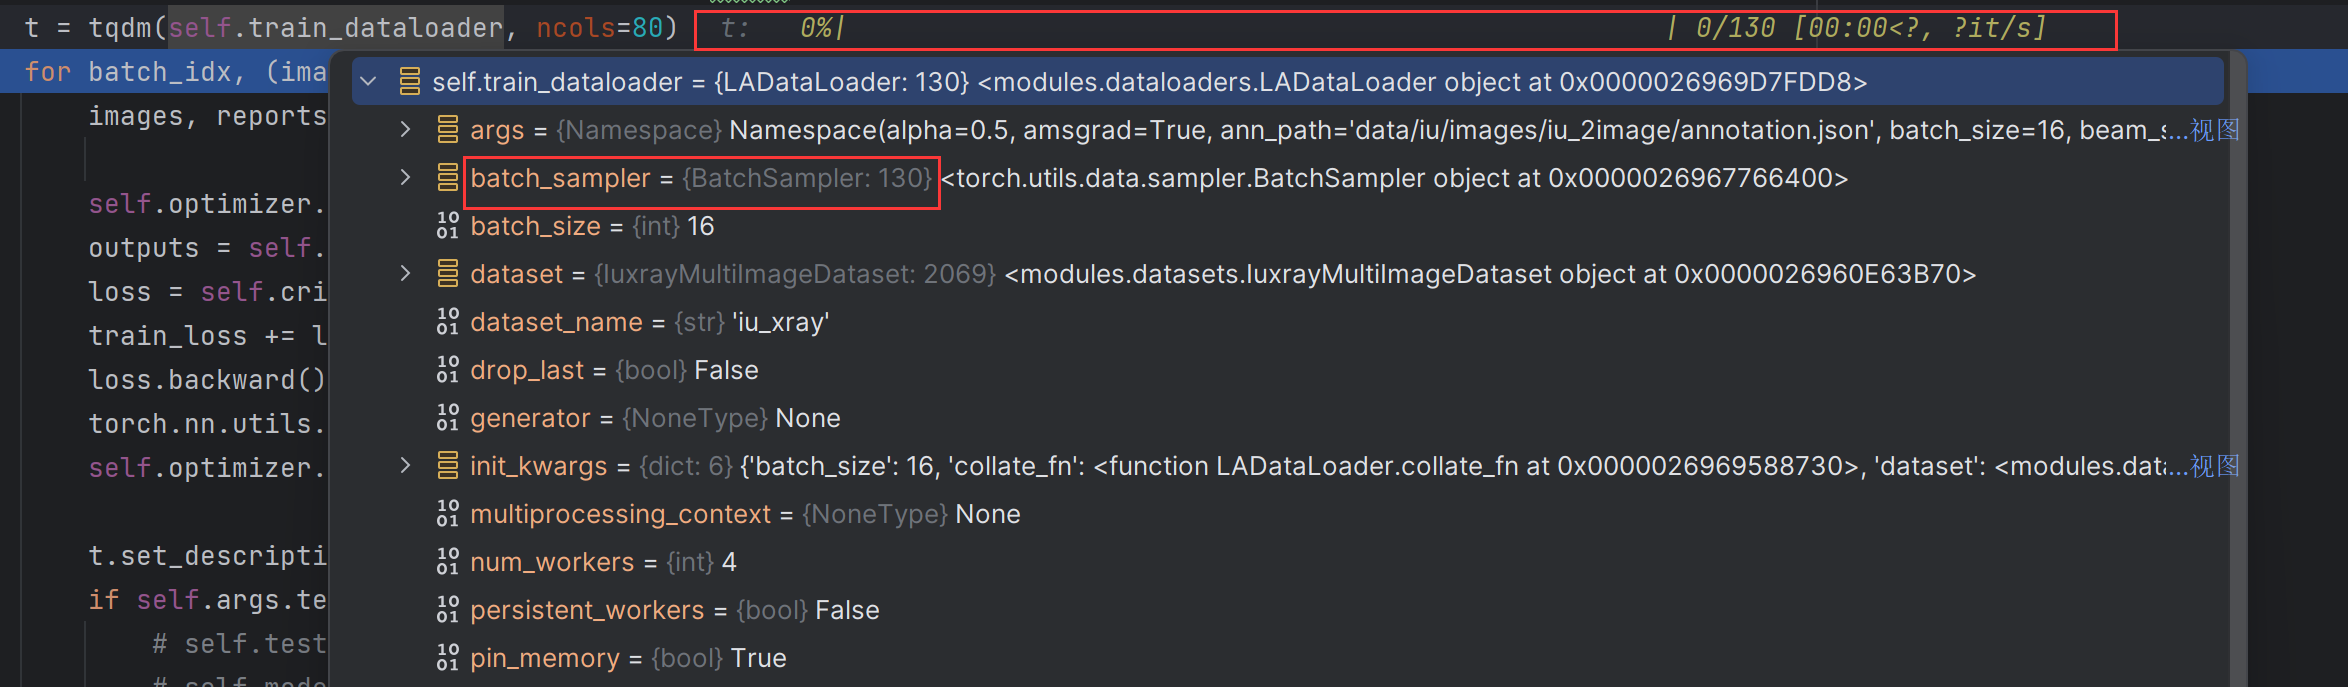 t = tqdm(self.train_dataloader, ncols=80)  t:   0%|          | 0/130 [00:00<?, ?it/s]
for batch_idx, (ima
self.train_dataloader = {LADataLoader: 130} <modules.dataloaders.LADataLoader object at 0x0000026969D7FDD8>
images, reports
args = {Namespace} Namespace(alpha=0.5, amsgrad=True, ann_path='data/iu/images/iu_2image/annotation.json', batch_size=16, beam_s...视图
batch_sampler = {BatchSampler: 130} <torch.utils.data.sampler.BatchSampler object at 0x0000026967766400>
self.optimizer.
batch_size = {int} 16
outputs = self.
dataset = {IuxrayMultiImageDataset: 2069} <modules.datasets.IuxrayMultiImageDataset object at 0x0000026960E63B70>
loss = self.cri
dataset_name = {str} 'iu_xray'
train_loss += l
drop_last = {bool} False
loss.backward()
generator = {NoneType} None
torch.nn.utils.
init_kwargs = {dict: 6} {'batch_size': 16, 'collate_fn': <function LADataLoader.collate_fn at 0x0000026969588730>, 'dataset': <modules.dat...视图
self.optimizer.
multiprocessing_context = {NoneType} None
t.set_descripti
num_workers = {int} 4
if self.args.te
persistent_workers = {bool} False
# self.test
pin_memory = {bool} True
# self.mode